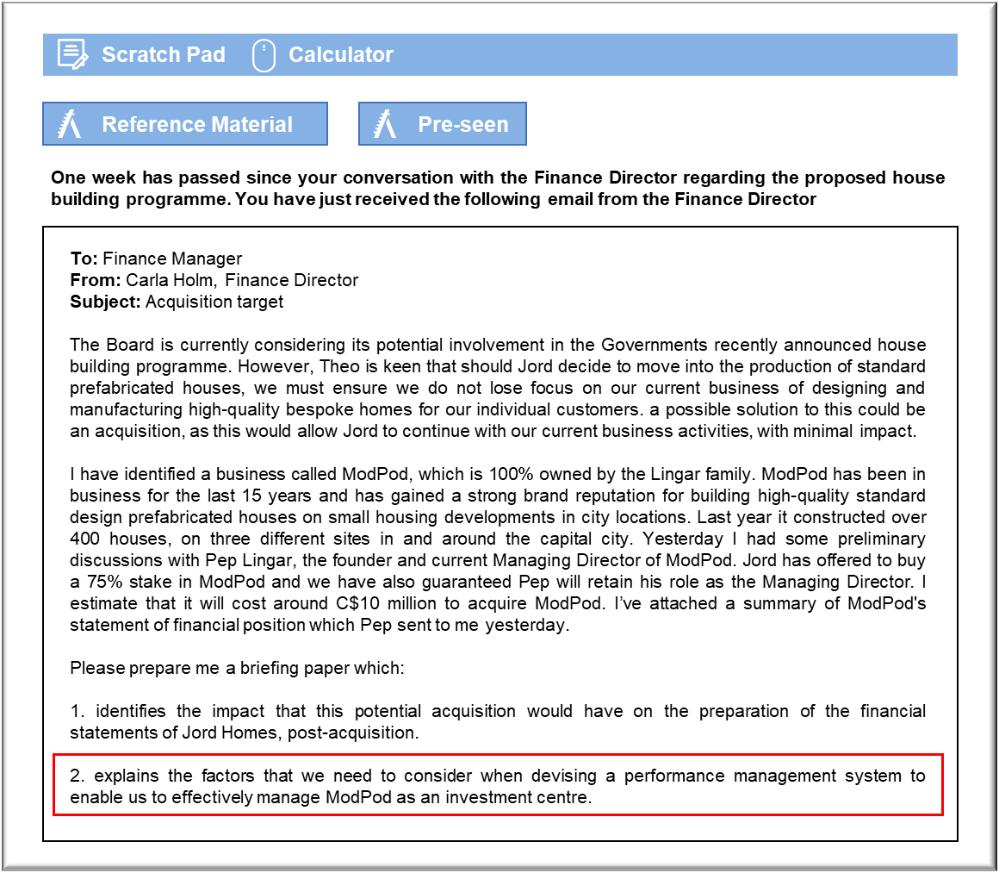 Scratch Pad Calculator
Reference Material Pre-seen
One week has passed since your conversation with the Finance Director regarding the proposed house
building programme. You have just received the following email from the Finance Director
To: Finance Manager
From: Carla Holm, Finance Director
Subject: Acquisition target
The Board is currently considering its potential involvement in the Governments recently announced house
building programme. However, Theo is keen that should Jord decide to move into the production of standard
prefabricated houses, we must ensure we do not lose focus on our current business of designing and
manufacturing high-quality bespoke homes for our individual customers. a possible solution to this could be
an acquisition, as this would allow Jord to continue with our current business activities, with minimal impact.
I have identified a business called ModPod, which is 100% owned by the Lingar family. ModPod has been in
business for the last 15 years and has gained a strong brand reputation for building high-quality standard
design prefabricated houses on small housing developments in city locations. Last year it constructed over
400 houses, on three different sites in and around the capital city. Yesterday I had some preliminary
discussions with Pep Lingar, the founder and current Managing Director of ModPod. Jord has offered to buy
a 75% stake in ModPod and we have also guaranteed Pep will retain his role as the Managing Director. I
estimate that it will cost around C$10 million to acquire ModPod. I’ve attached a summary of ModPod's
statement of financial position which Pep sent to me yesterday.
Please prepare me a briefing paper which:
1. identifies the impact that this potential acquisition would have on the preparation of the financial
statements of Jord Homes, post-acquisition.
2. explains the factors that we need to consider when devising a performance management system to
enable us to effectively manage ModPod as an investment centre.